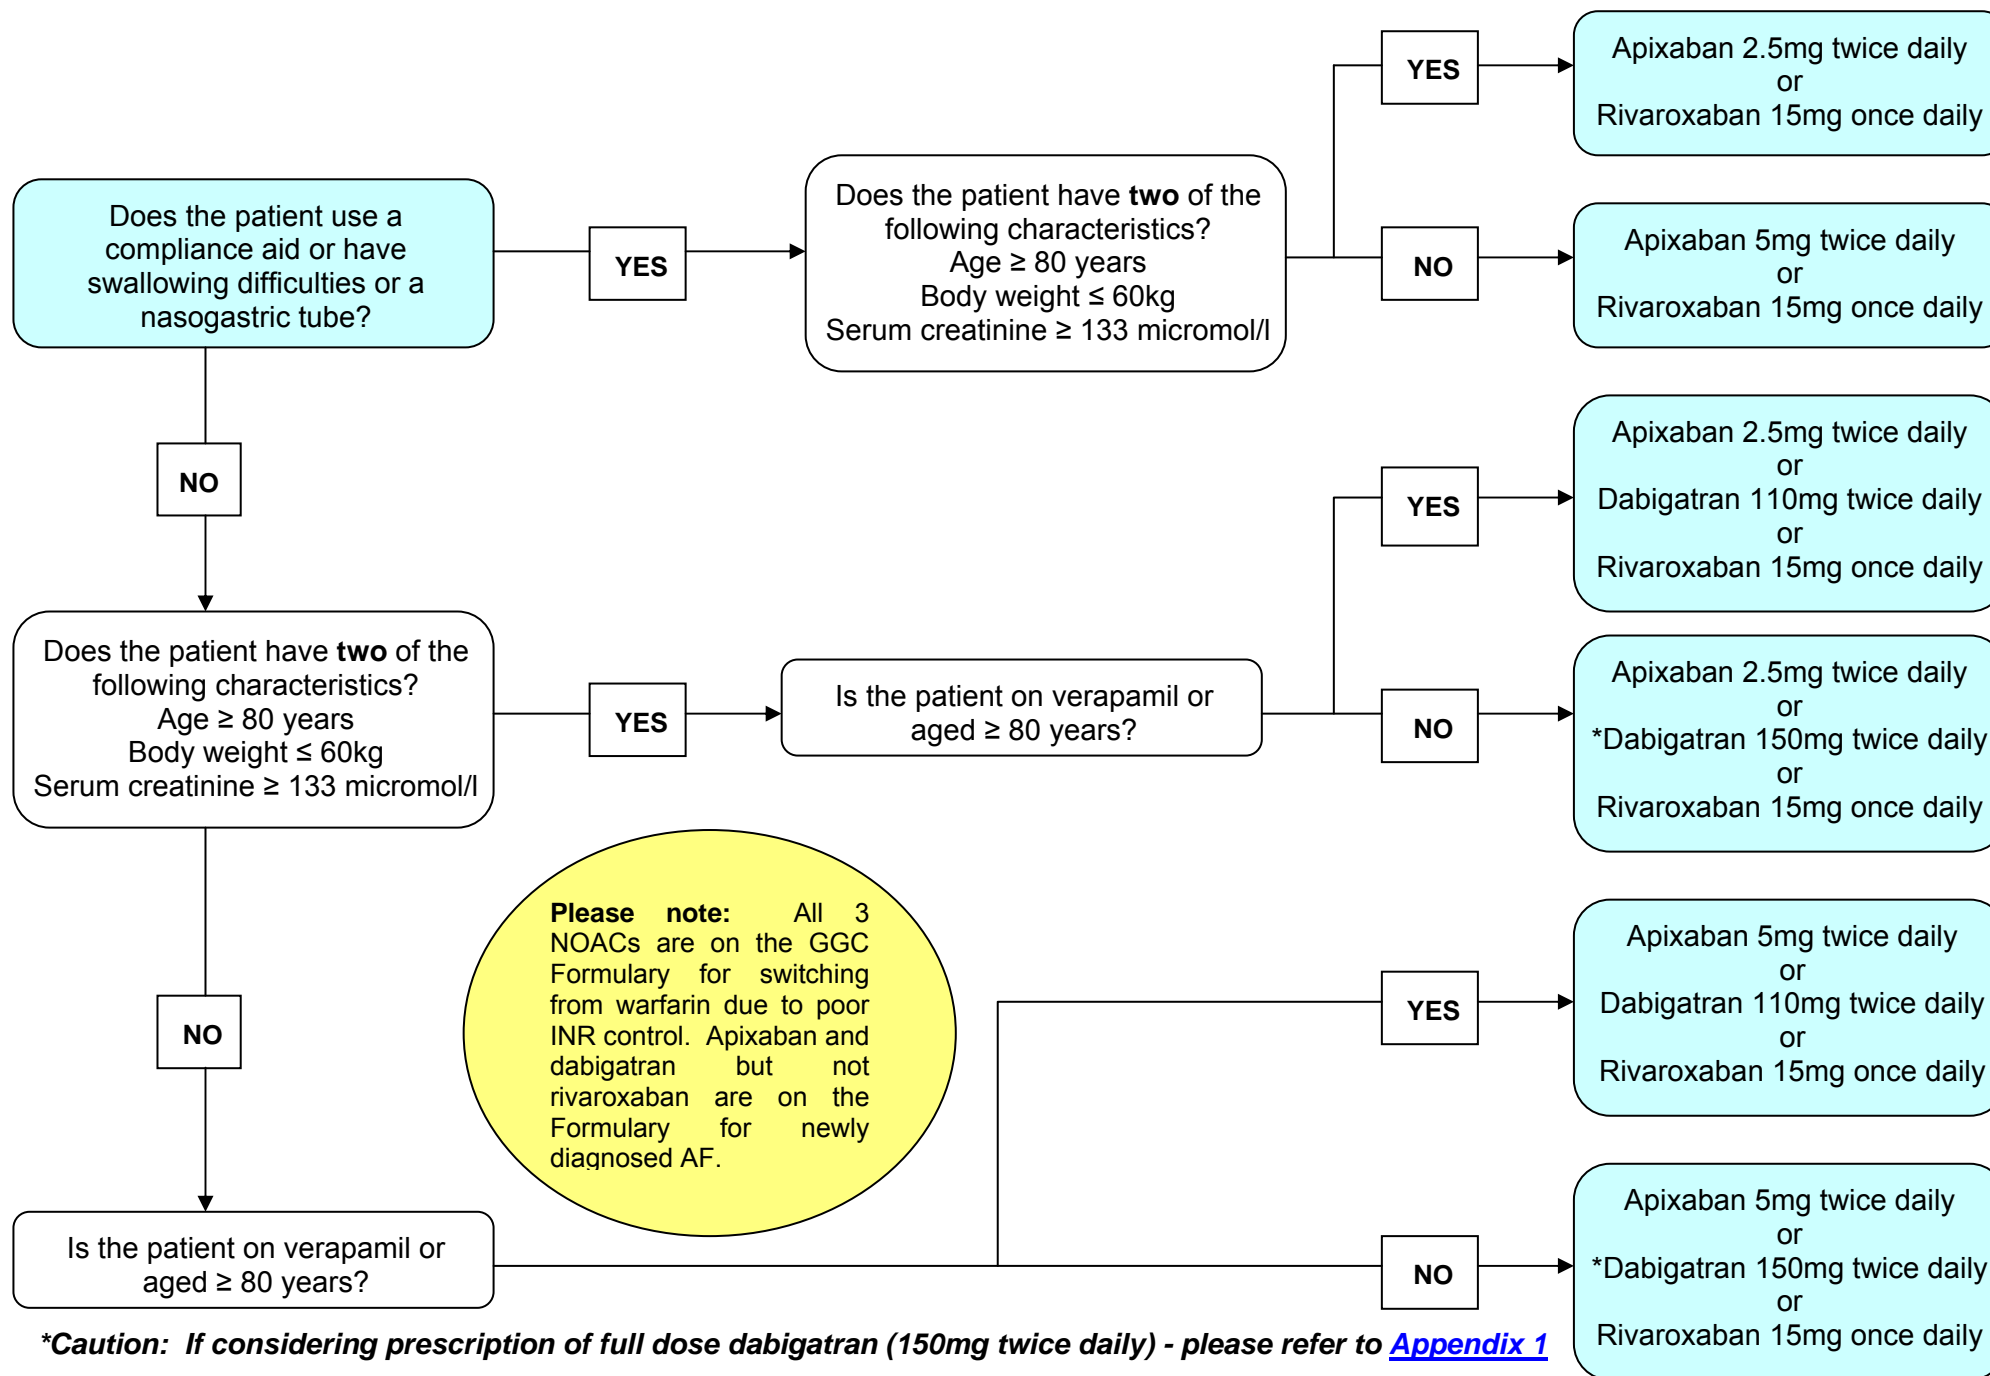 Does the patient use a
compliance aid or have
swallowing difficulties or a
nasogastric tube?
YES
Does the patient have two of the
following characteristics?
Age ≥ 80 years
Body weight ≤ 60kg
Serum creatinine ≥ 133 micromol/l
YES
Apixaban 2.5mg twice daily
or
Rivaroxaban 15mg once daily
NO
Apixaban 5mg twice daily
or
Rivaroxaban 15mg once daily
NO
Does the patient have two of the
following characteristics?
Age ≥ 80 years
Body weight ≤ 60kg
Serum creatinine ≥ 133 micromol/l
YES
Is the patient on verapamil or
aged ≥ 80 years?
YES
Apixaban 2.5mg twice daily
or
Dabigatran 110mg twice daily
or
Rivaroxaban 15mg once daily
NO
Apixaban 2.5mg twice daily
or
*Dabigatran 150mg twice daily
or
Rivaroxaban 15mg once daily
Please note: All 3
NOACs are on the GGC
Formulary for switching
from warfarin due to poor
INR control. Apixaban and
dabigatran but not
rivaroxaban are on the
Formulary for newly
diagnosed AF.
NO
Is the patient on verapamil or
aged ≥ 80 years?
YES
Apixaban 5mg twice daily
or
Dabigatran 110mg twice daily
or
Rivaroxaban 15mg once daily
NO
Apixaban 5mg twice daily
or
*Dabigatran 150mg twice daily
or
Rivaroxaban 15mg once daily
*Caution: If considering prescription of full dose dabigatran (150mg twice daily) - please refer to Appendix 1